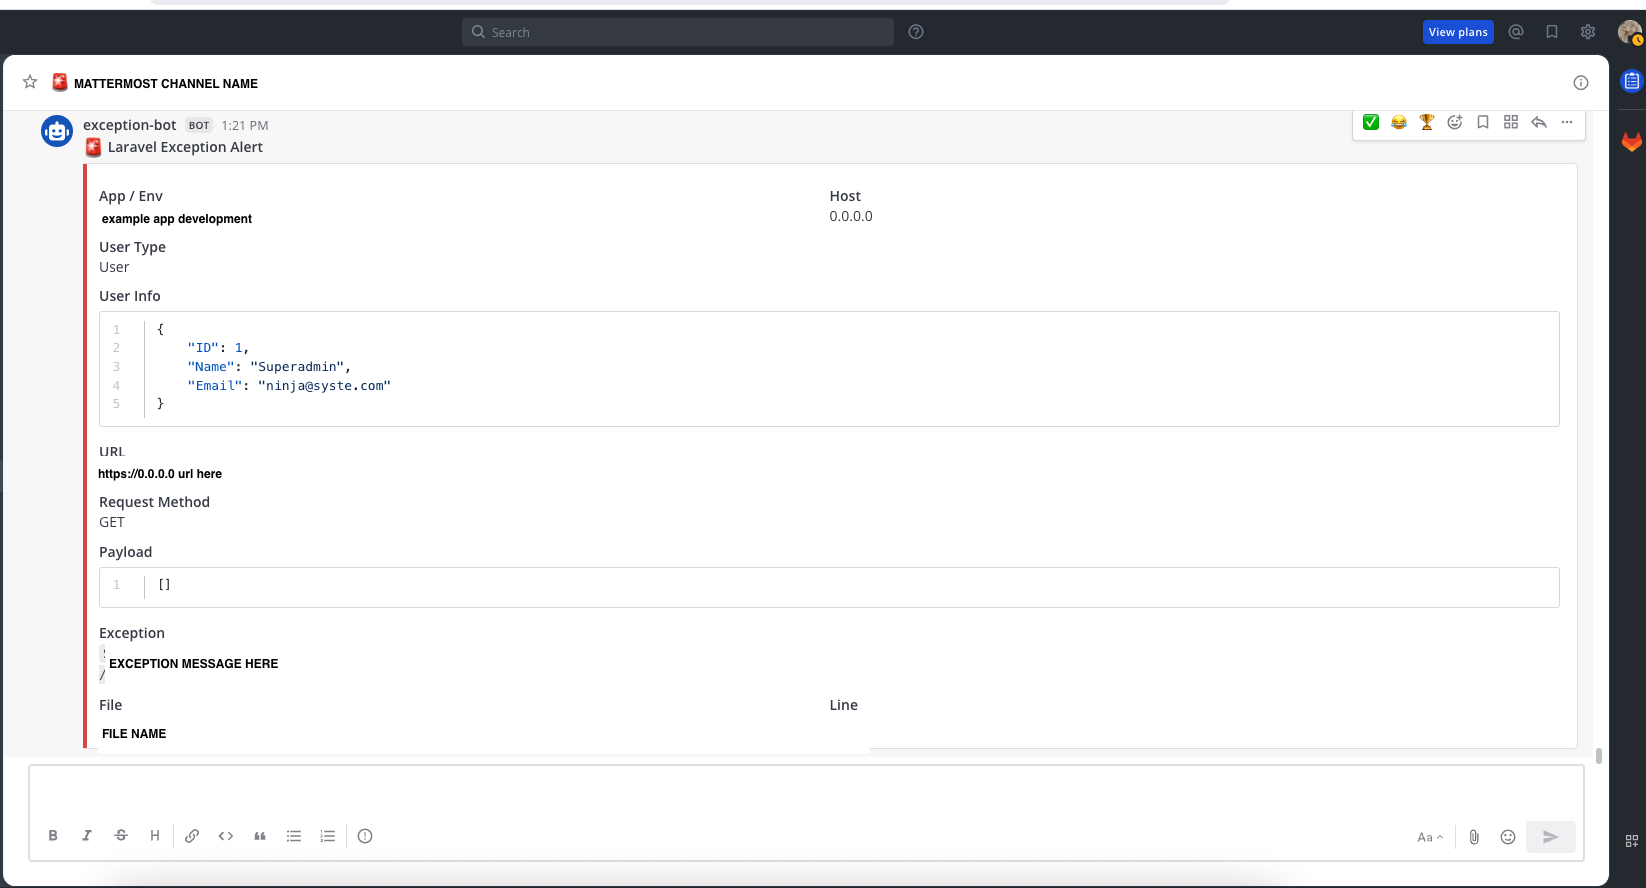 Search
View plans
MATTERMOST CHANNEL NAME
exception-bot BOT 1:21 PM
Laravel Exception Alert
App / Env Host
example app development 0.0.0.0
User Type
User
User Info
1 {
2 "ID": 1,
3 "Name": "Superadmin",
4 "Email": "ninja@syste.com"
5 }
URL
https://0.0.0.0 url here
Request Method
GET
Payload
1 []
Exception
EXCEPTION MESSAGE HERE
/
File Line
FILE NAME
B I S H
Aa